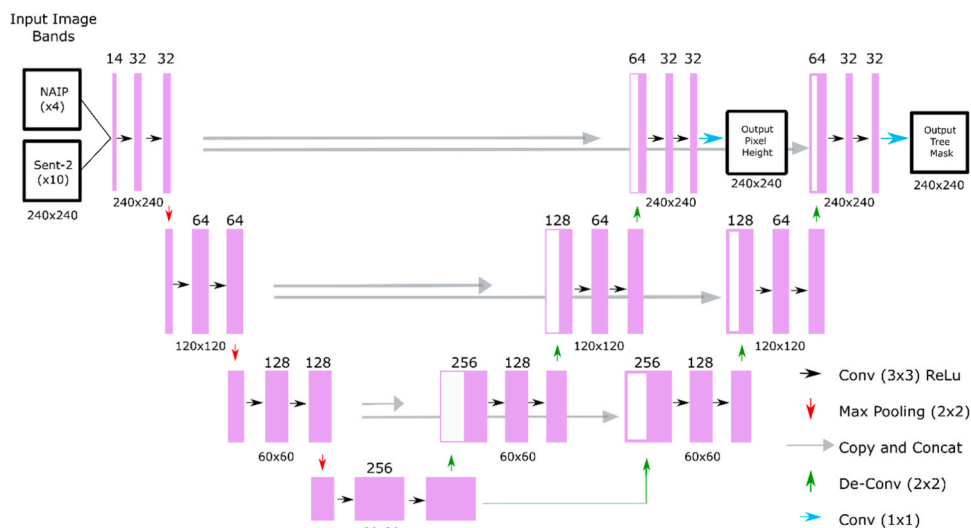 Input Image
Bands
NAIP
(x4)
Sent-2
(x10)
240x240
14 32 32
240x240
64 32 32
240x240
Output
Pixel
Height
240x240
64 32 32
240x240
Output
Tree
Mask
240x240
64 64
120x120
128 64
120x120
128 64
120x120
128 128
60x60
256 128
60x60
256 128
60x60
256
Conv (3x3) ReLu
Max Pooling (2x2)
Copy and Concat
De-Conv (2x2)
Conv (1x1)